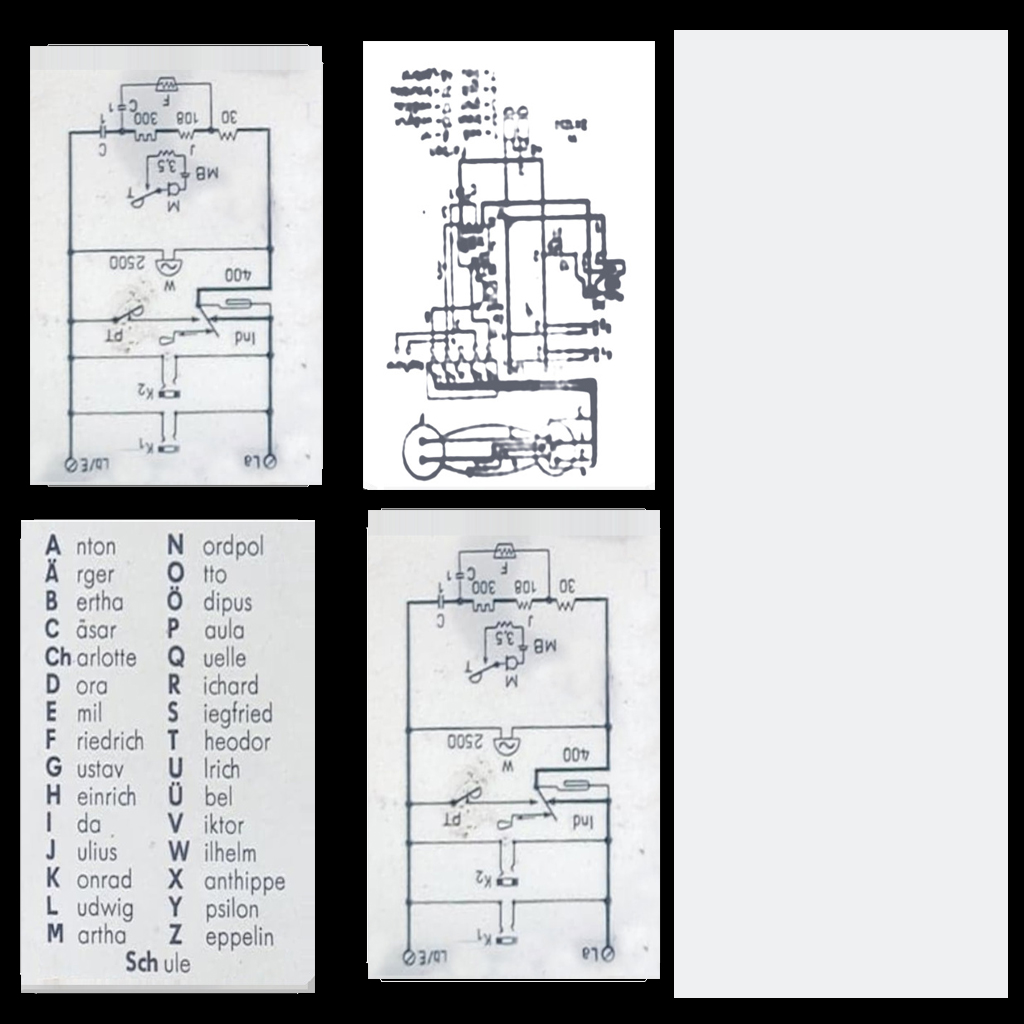 F
C 1
1
300
108
30
C
J
3,5
MB
T
M
2500
W
400
PT
Ind
K2
K1
Lb/E
La
A nton
Ä rger
B ertha
C äsar
Ch arlotte
D ora
E mil
F riedrich
G ustav
H einrich
I da
J ulius
K onrad
L udwig
M artha
N ordpol
O tto
Ö dipus
P aula
Q uelle
R ichard
S iegfried
T heodor
U lrich
Ü bel
V iktor
W ilhelm
X anthippe
Y psilon
Z eppelin
Sch ule
F
C 1
1
300
108
30
C
J
3,5
MB
T
M
2500
W
400
PT
Ind
K2
K1
Lb/E
La